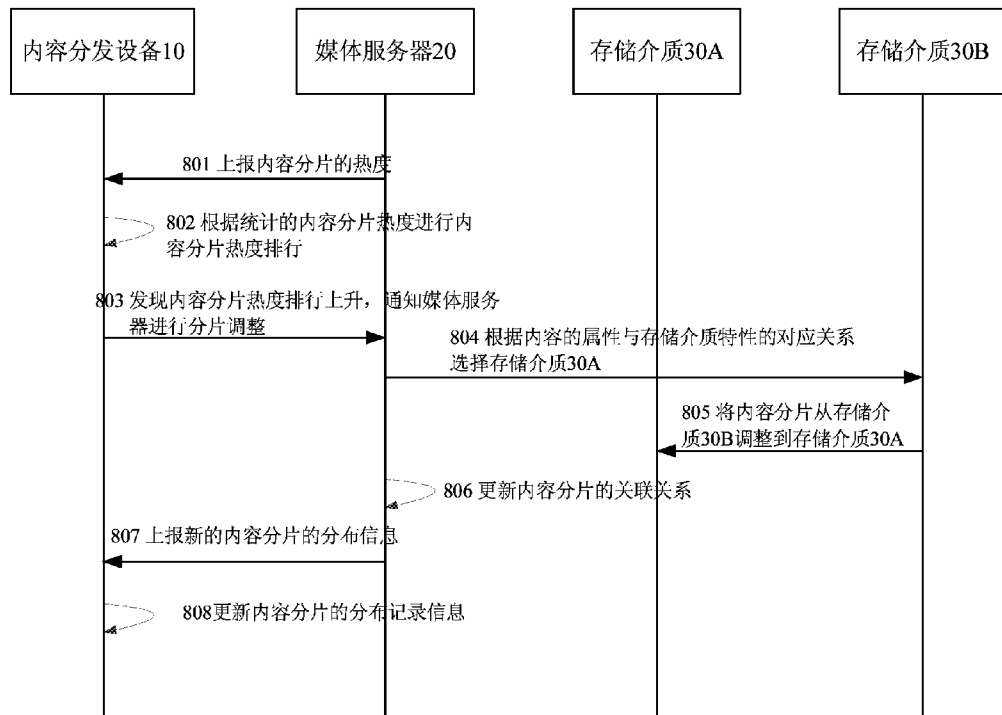 内容分发设备10
媒体服务器20
存储介质30A
存储介质30B
801 上报内容分片的热度
802 根据统计的内容分片热度进行内
容分片热度排行
803 发现内容分片热度排行上升，通知媒体服务
器进行分片调整
804 根据内容的属性与存储介质特性的对应关系
选择存储介质30A
805 将内容分片从存储介
质30B调整到存储介质30A
806 更新内容分片的关联关系
807 上报新的内容分片的分布信息
808更新内容分片的分布记录信息